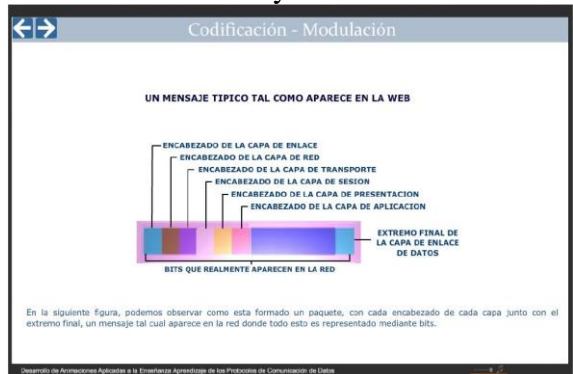 Codificación - Modulación
UN MENSAJE TIPICO TAL COMO APARECE EN LA WEB
ENCABEZADO DE LA CAPA DE ENLACE
ENCABEZADO DE LA CAPA DE RED
ENCABEZADO DE LA CAPA DE TRANSPORTE
ENCABEZADO DE LA CAPA DE SESION
ENCABEZADO DE LA CAPA DE PRESENTACION
ENCABEZADO DE LA CAPA DE APLICACION
EXTREMO FINAL DE
LA CAPA DE ENLACE
DE DATOS
BITS QUE REALMENTE APARECEN EN LA RED
En la siguiente figura, podemos observar como esta formado un paquete, con cada encabezado de cada capa junto con el
extremo final, un mensaje tal cual aparece en la red donde todo esto es representado mediante bits.
Desarrollo de Animaciones Aplicadas a la Enseñanza Aprendizaje de los Protocolos de Comunicación de Datos